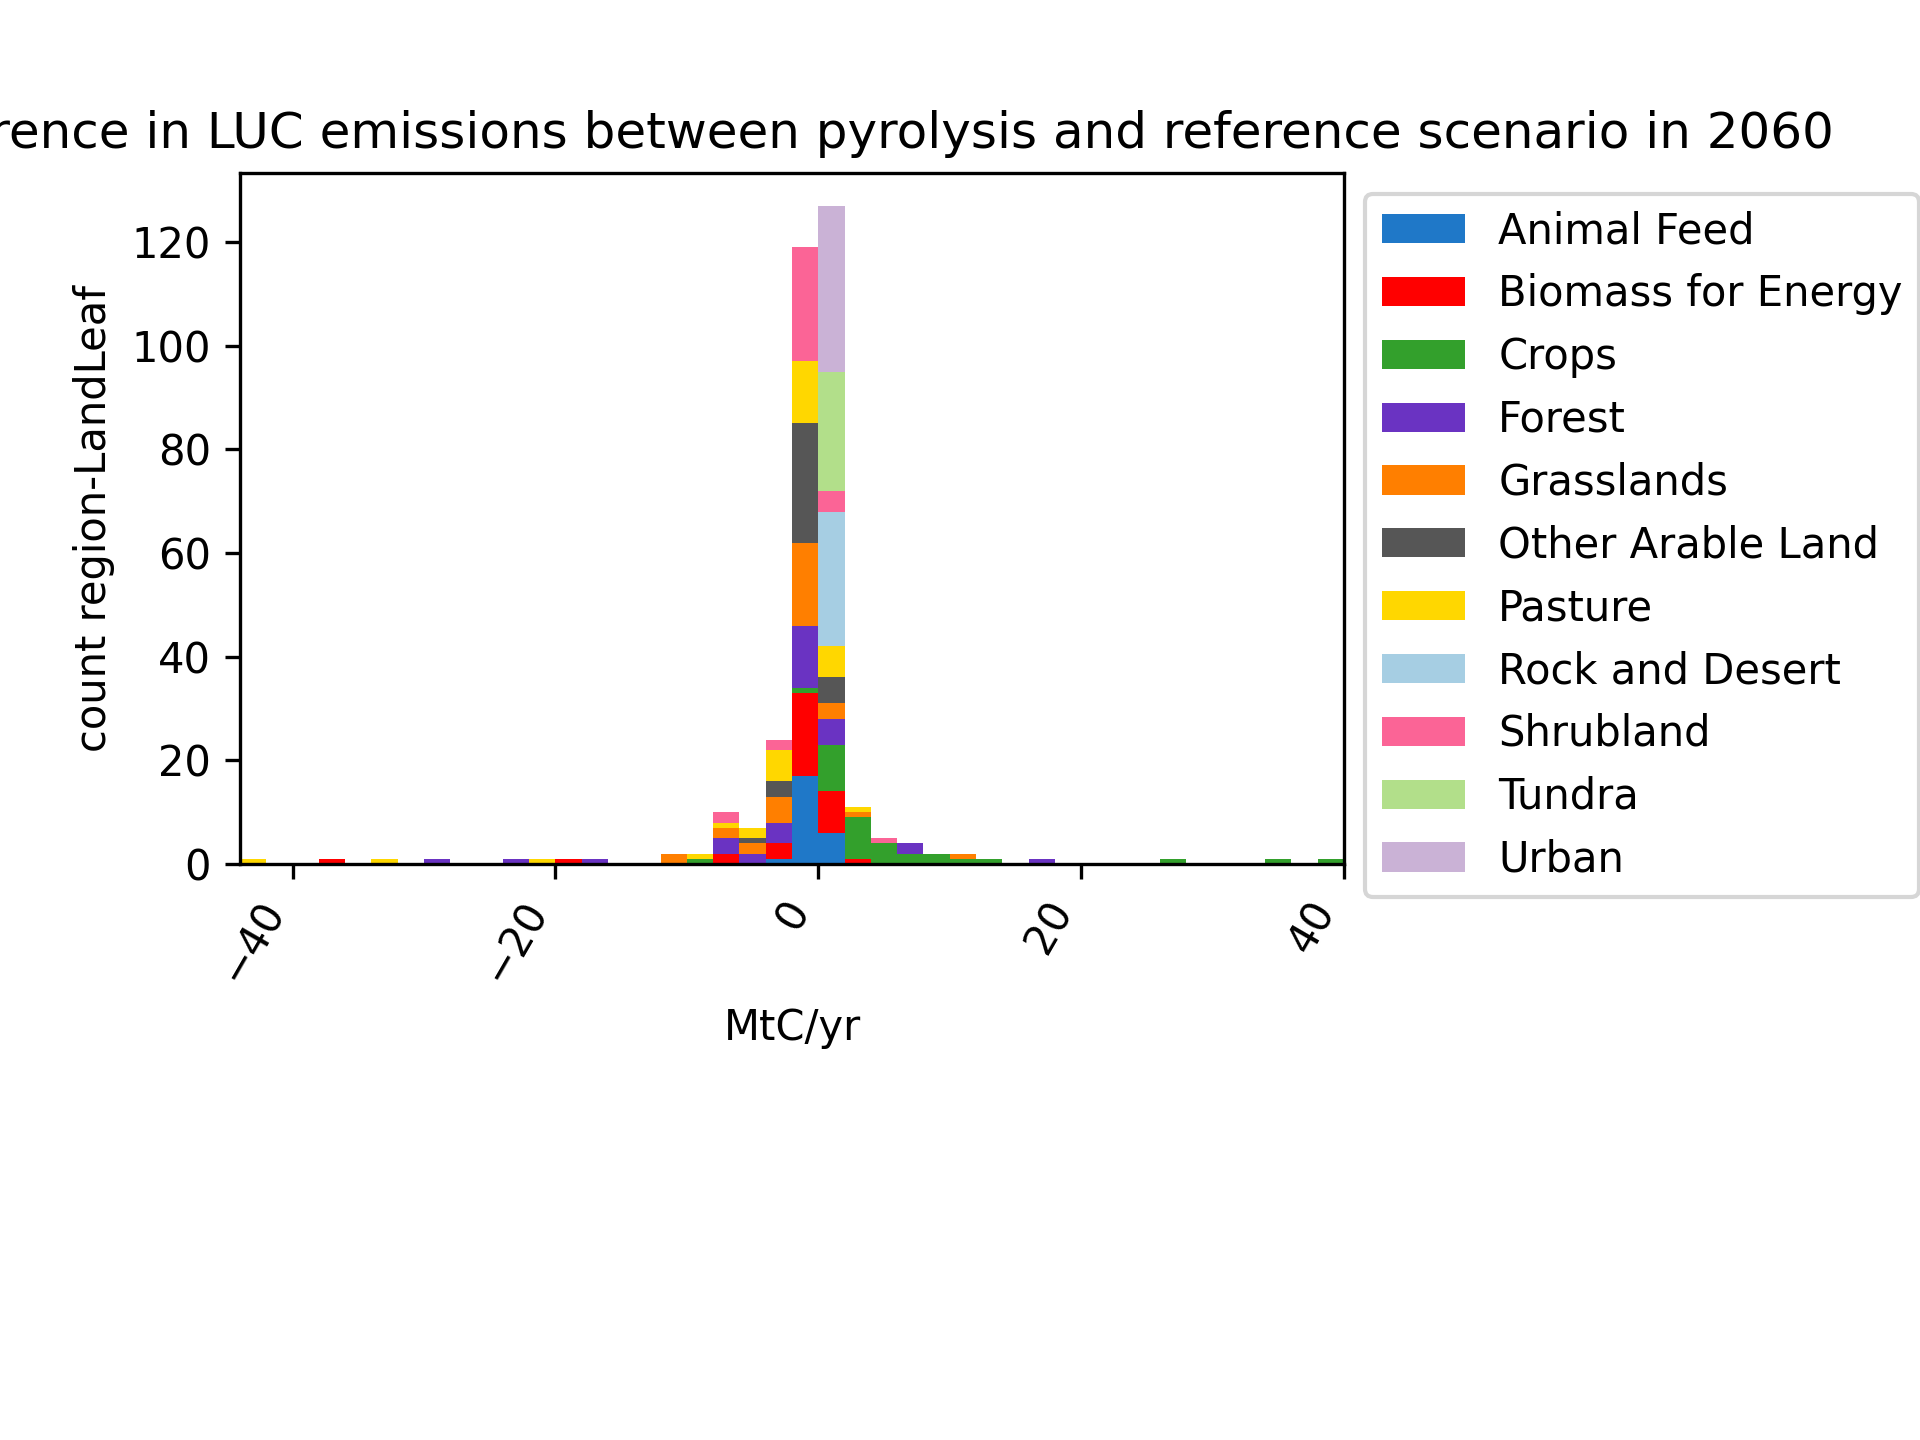 rence in LUC emissions between pyrolysis and reference scenario in 2060
count region-LandLeaf
120
100
80
60
40
20
0
−40
−20
0
20
40
MtC/yr
Animal Feed
Biomass for Energy
Crops
Forest
Grasslands
Other Arable Land
Pasture
Rock and Desert
Shrubland
Tundra
Urban